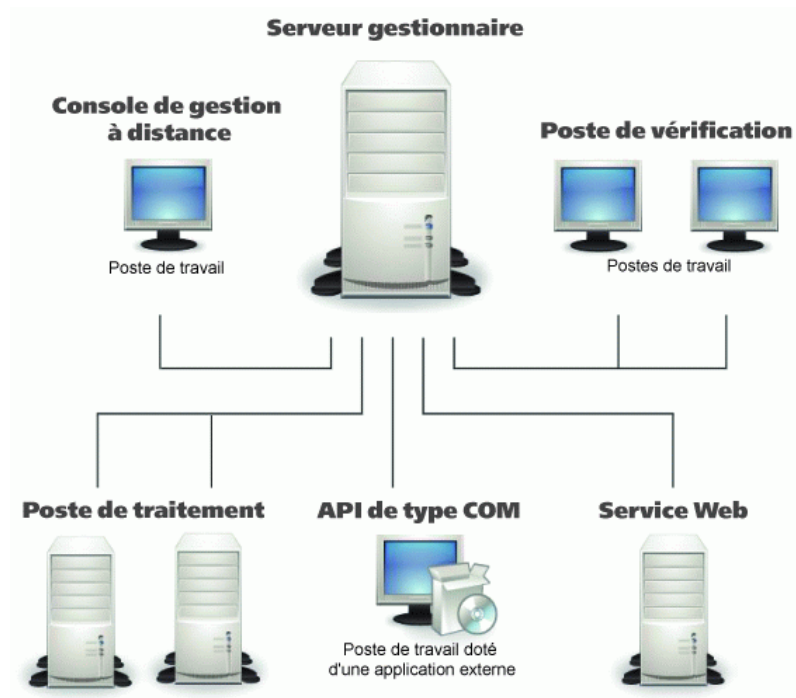 Serveur gestionnaire
Console de gestion
à distance
Poste de vérification
Poste de travail
Postes de travail
Poste de traitement
API de type COM
Service Web
Poste de travail doté
d'une application externe